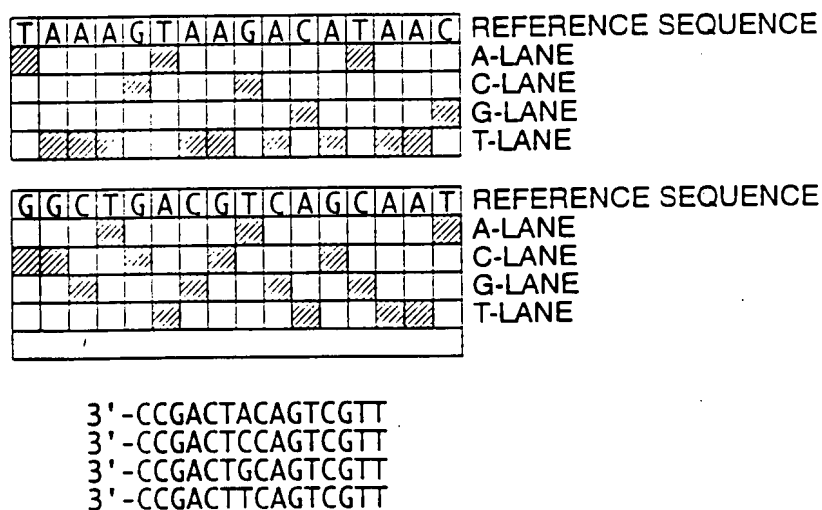 TAAAGTAAGACATAAC REFERENCE SEQUENCE
A-LANE
C-LANE
G-LANE
T-LANE
GGCTGACGTCAGCAAT REFERENCE SEQUENCE
A-LANE
C-LANE
G-LANE
T-LANE
3'-CCGACTACAGTCGTT
3'-CCGACTCCAGTCGTT
3'-CCGACTGCAGTCGTT
3'-CCGACTTCAGTCGTT